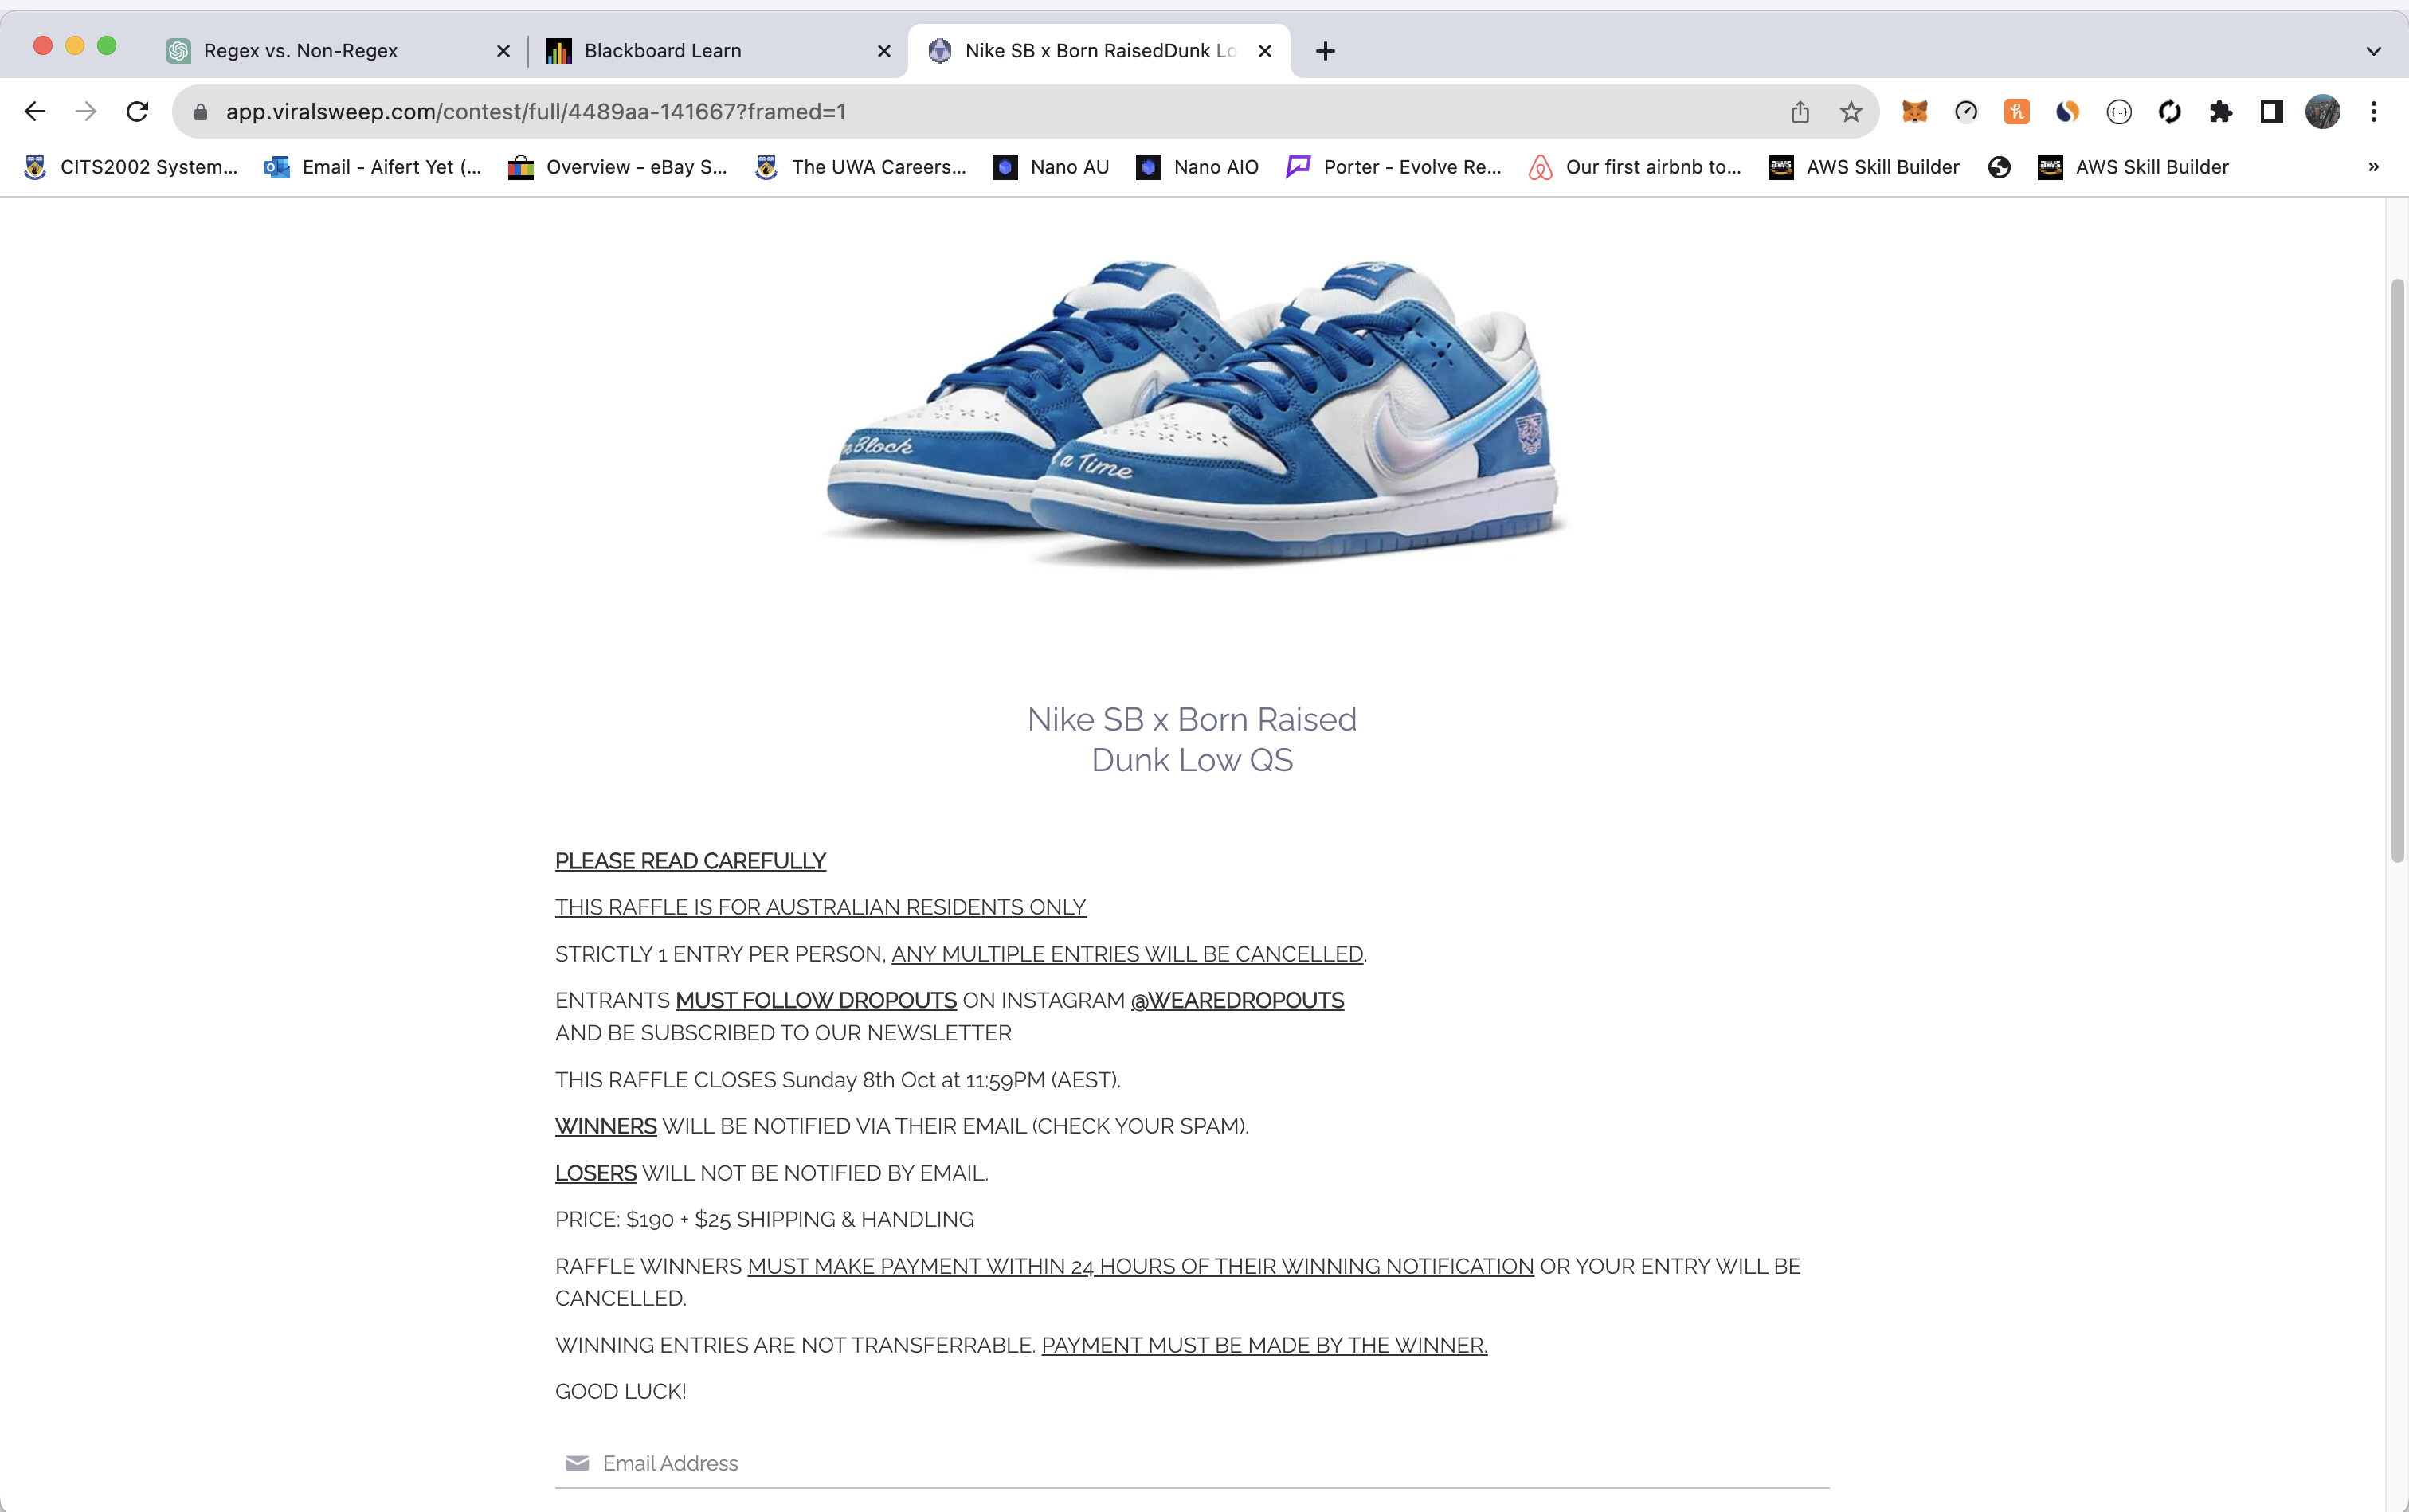 Regex vs. Non-Regex
Blackboard Learn
Nike SB x Born RaisedDunk Lo
app.viralsweep.com/contest/full/4489aa-141667?framed=1
CITS2002 System...
Email - Aifert Yet (...
Overview - eBay S...
The UWA Careers...
Nano AU
Nano AIO
Porter - Evolve Re...
Our first airbnb to...
AWS Skill Builder
AWS Skill Builder
Block
a Time
Nike SB x Born Raised
Dunk Low QS
PLEASE READ CAREFULLY
THIS RAFFLE IS FOR AUSTRALIAN RESIDENTS ONLY
STRICTLY 1 ENTRY PER PERSON, ANY MULTIPLE ENTRIES WILL BE CANCELLED.
ENTRANTS MUST FOLLOW DROPOUTS ON INSTAGRAM @WEAREDROPOUTS
AND BE SUBSCRIBED TO OUR NEWSLETTER
THIS RAFFLE CLOSES Sunday 8th Oct at 11:59PM (AEST).
WINNERS WILL BE NOTIFIED VIA THEIR EMAIL (CHECK YOUR SPAM).
LOSERS WILL NOT BE NOTIFIED BY EMAIL.
PRICE: $190 + $25 SHIPPING & HANDLING
RAFFLE WINNERS MUST MAKE PAYMENT WITHIN 24 HOURS OF THEIR WINNING NOTIFICATION OR YOUR ENTRY WILL BE
CANCELLED.
WINNING ENTRIES ARE NOT TRANSFERRABLE. PAYMENT MUST BE MADE BY THE WINNER.
GOOD LUCK!
Email Address